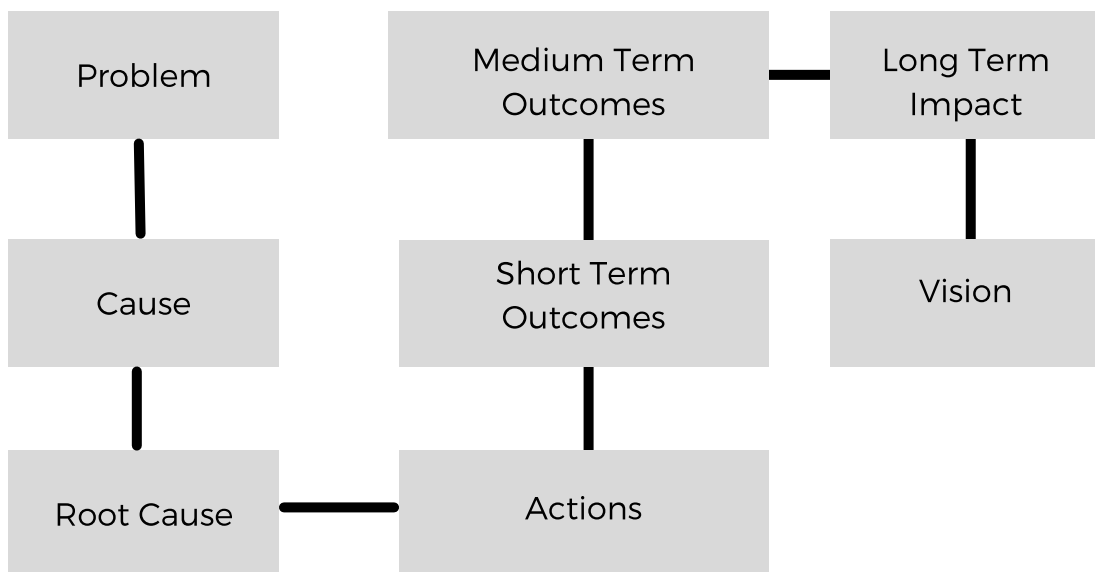 Problem
Cause
Root Cause
Actions
Short Term
Outcomes
Medium Term
Outcomes
Long Term
Impact
Vision